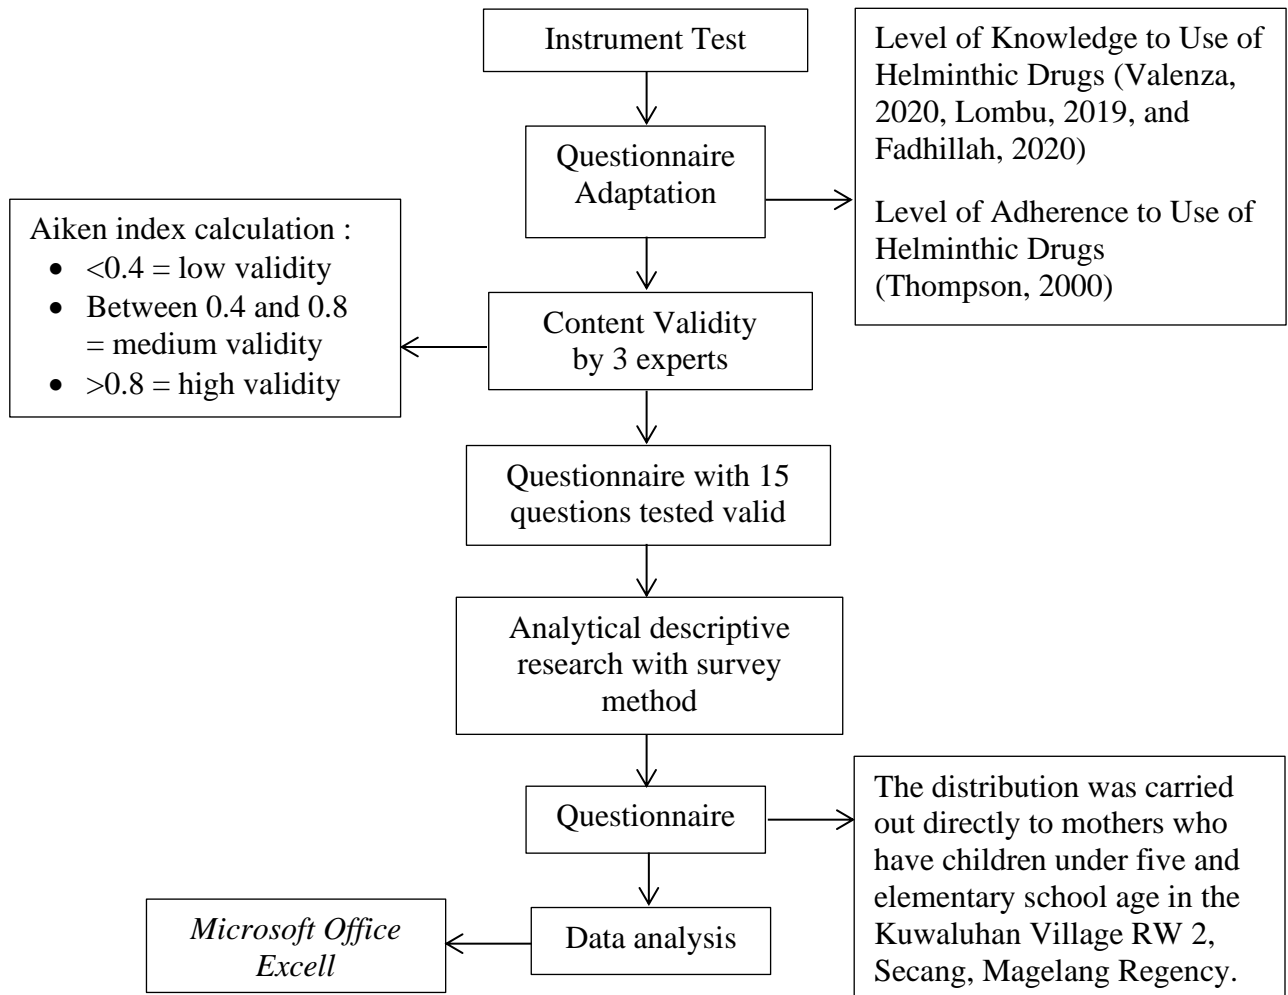 Instrument Test
Level of Knowledge to Use of
Helminthic Drugs (Valenza,
2020, Lombu, 2019, and
Fadhillah, 2020)
Level of Adherence to Use of
Helminthic Drugs
(Thompson, 2000)
Questionnaire
Adaptation
Aiken index calculation :
• <0.4 = low validity
• Between 0.4 and 0.8
= medium validity
• >0.8 = high validity
Content Validity
by 3 experts
Questionnaire with 15
questions tested valid
Analytical descriptive
research with survey
method
Questionnaire
The distribution was carried
out directly to mothers who
have children under five and
elementary school age in the
Kuwaluhan Village RW 2,
Secang, Magelang Regency.
Data analysis
Microsoft Office
Excell